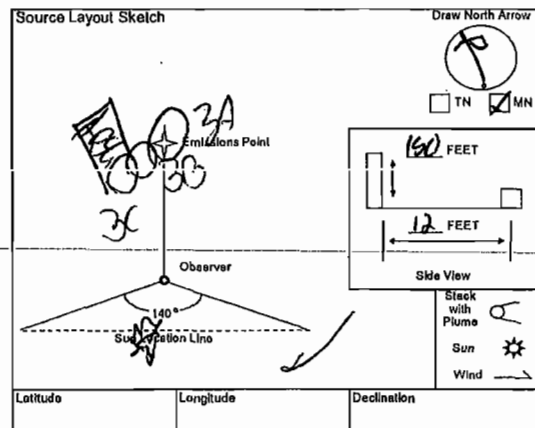 Source Layout Sketch
Draw North Arrow
TN MN
3A
Emissions Point
3B
3C
150 FEET
12 FEET
Side View
Observer
140°
Sun Location Line
Stack
with
Plume
Sun
Wind
Latitude Longitude Declination